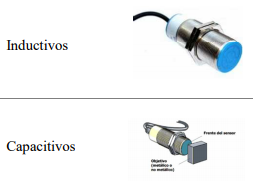 Inductivos
Capacitivos
Frente del sensor
Objetivo
(metálico o
no metálico)